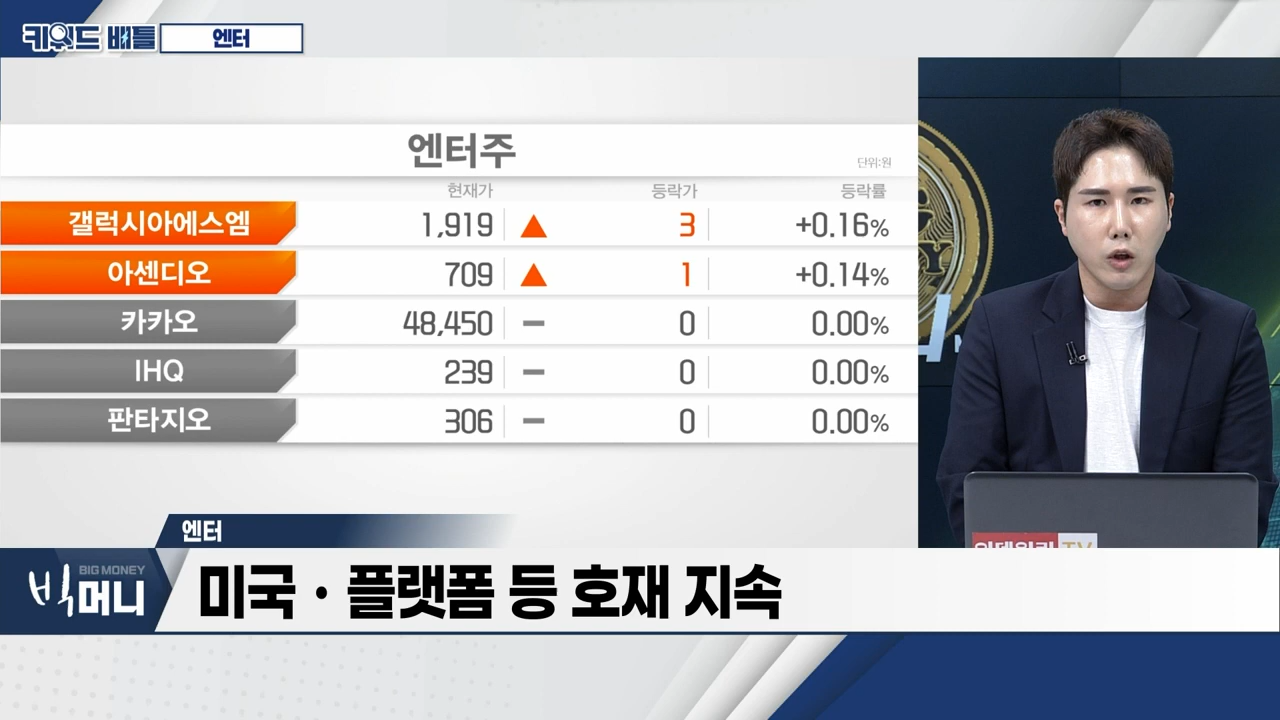 키워드 배틀 엔터
엔터주
단위:원
현재가 등락가 등락률
갤럭시아에스엠 1,919 ▲ 3 +0.16%
아센디오 709 ▲ 1 +0.14%
카카오 48,450 - 0 0.00%
IHQ 239 - 0 0.00%
판타지오 306 - 0 0.00%
엔터
BIG MONEY
빅머니
미국·플랫폼 등 호재 지속
TV